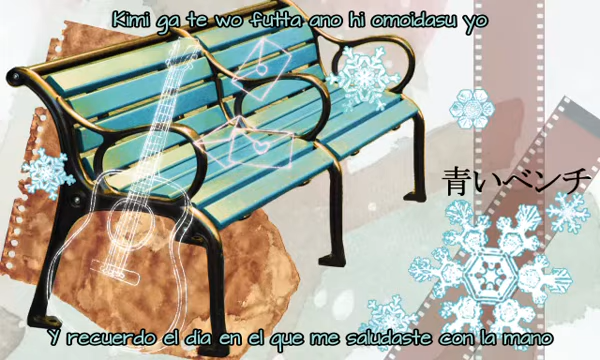 Kimi ga te wo futta ano hi omoidasu yo
青いベンチ
Y recuerdo el dia en el que me saludaste con la mano